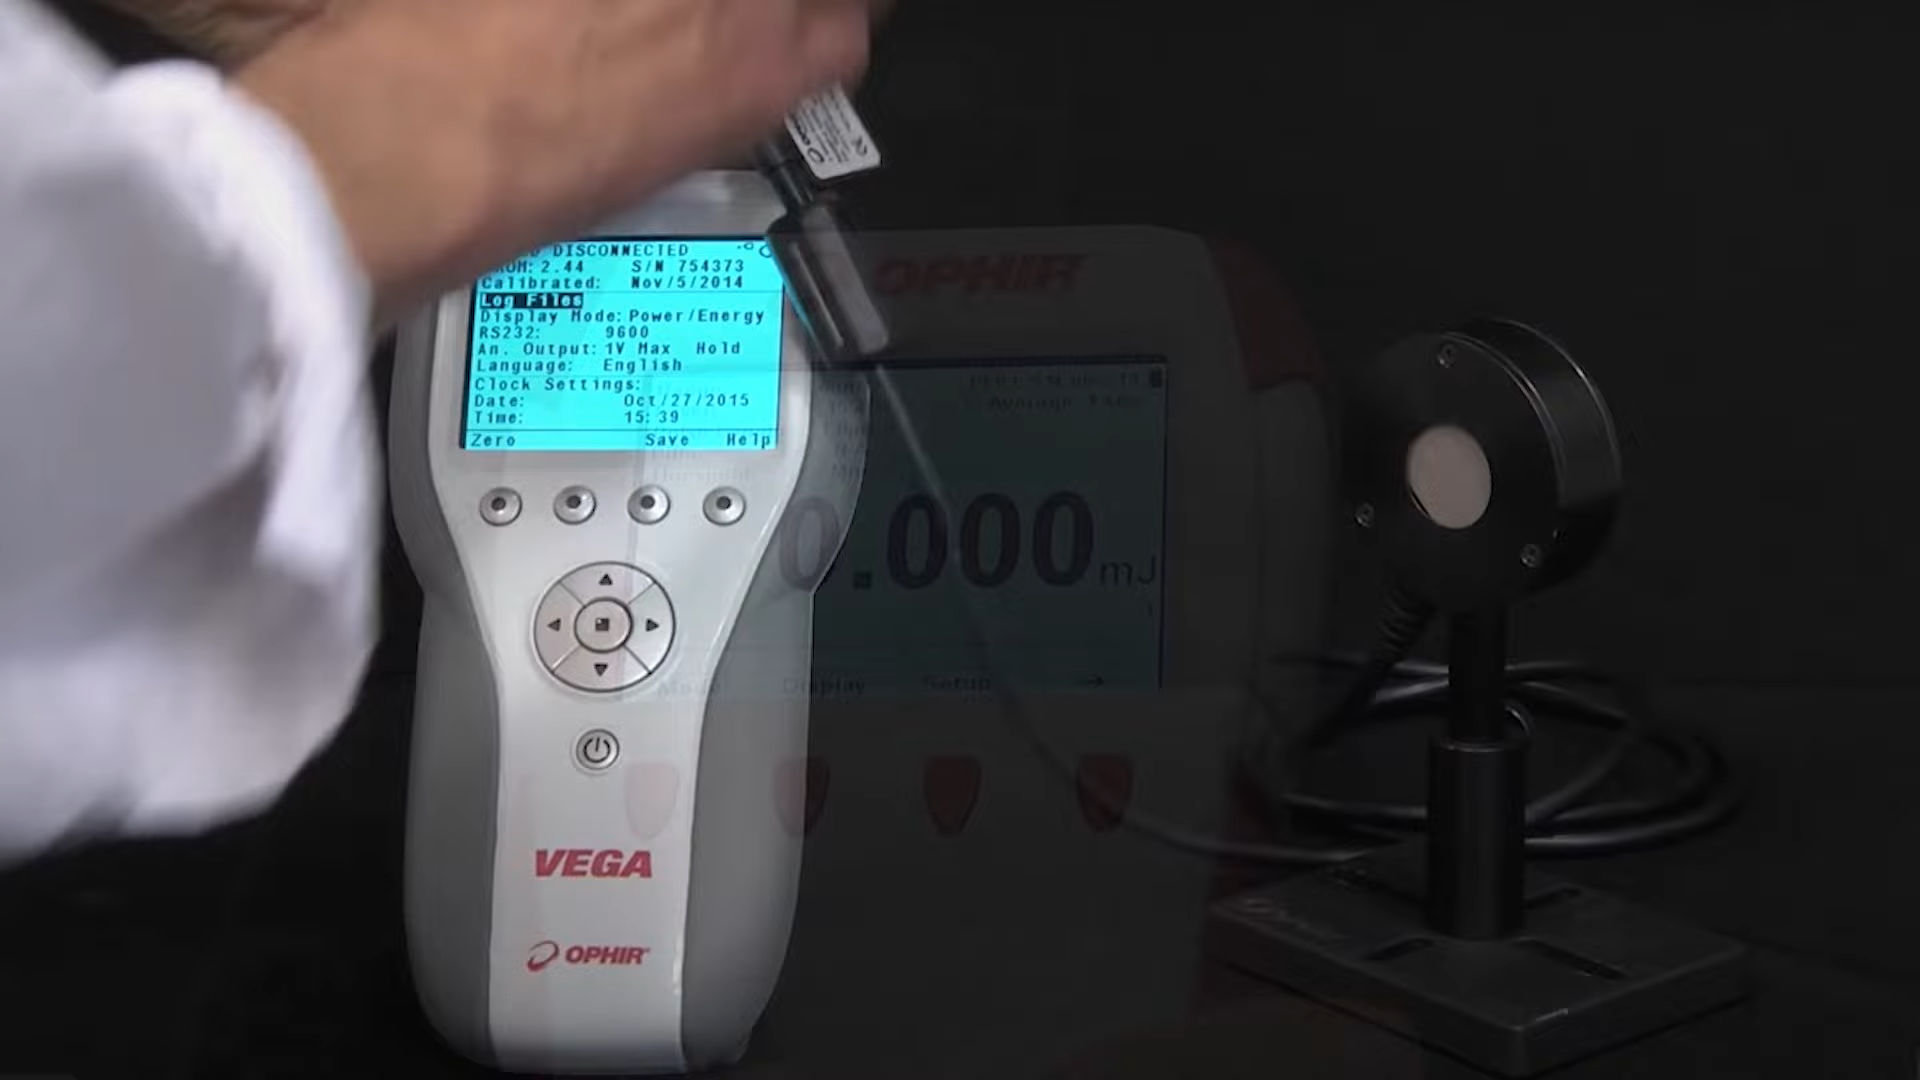 DISCONNECTED
ROM: 2.44 S/N 754373
Calibrated: Nov/5/2014
Log Files
Display Mode: Power/Energy
RS232: 9600
An. Output: 1V Max Hold
Language: English
Clock Settings:
Date: Oct/27/2015
Time: 15:39
Zero Save Help
VEGA
OPHIR
OPHIR
Average
0.000 mJ
Mode Display Setup →